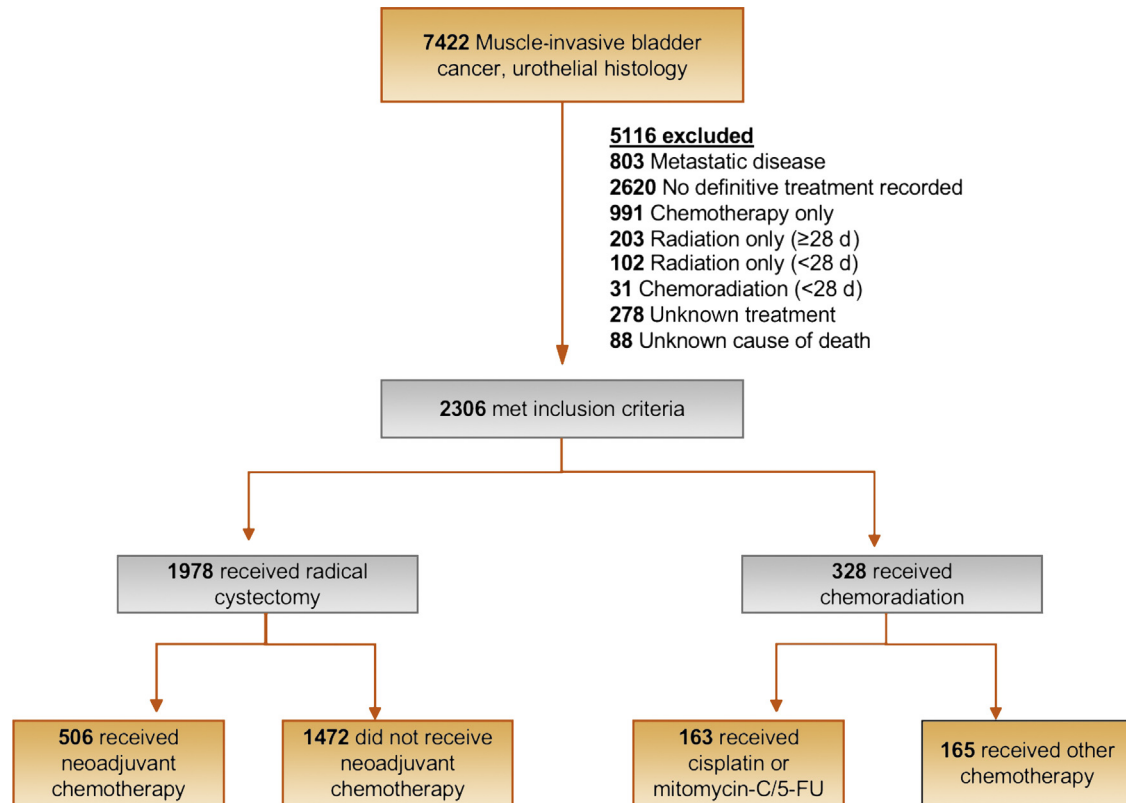 7422 Muscle-invasive bladder
cancer, urothelial histology
5116 excluded
803 Metastatic disease
2620 No definitive treatment recorded
991 Chemotherapy only
203 Radiation only (≥28 d)
102 Radiation only (<28 d)
31 Chemoradiation (<28 d)
278 Unknown treatment
88 Unknown cause of death
2306 met inclusion criteria
1978 received radical
cystectomy
328 received
chemoradiation
506 received
neoadjuvant
chemotherapy
1472 did not receive
neoadjuvant
chemotherapy
163 received
cisplatin or
mitomycin-C/5-FU
165 received other
chemotherapy